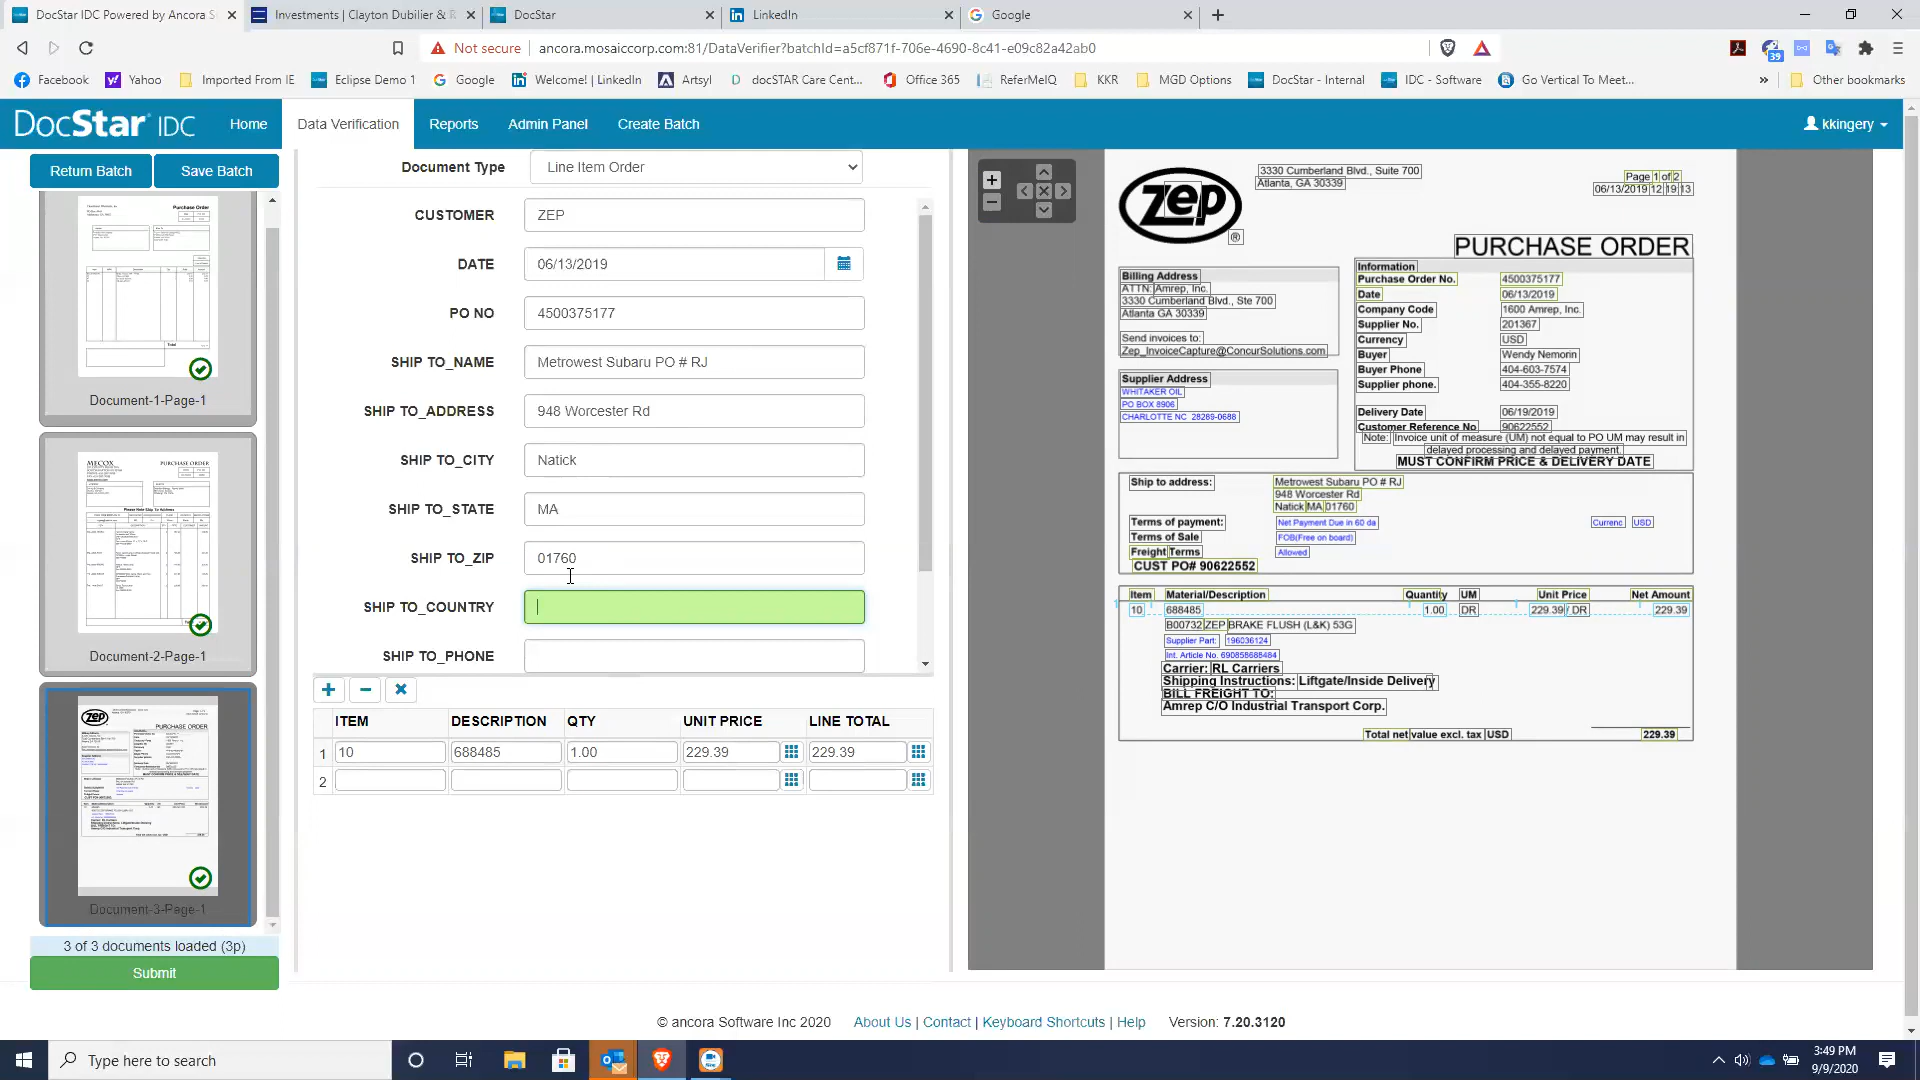 DocStar IDC Powered by Ancora S
Investments | Clayton Dubilier & R
DocStar
LinkedIn
Google
Not secure
ancora.mosaiccorp.com:81/DataVerifier?batchId=a5cf871f-706e-4690-8c41-e09c82a42ab0
39
Facebook
Yahoo
Imported From IE
Eclipse Demo 1
Google
Welcome! | LinkedIn
Artsyl
docSTAR Care Cent...
Office 365
ReferMeIQ
KKR
MGD Options
DocStar - Internal
IDC - Software
Go Vertical To Meet...
Other bookmarks
DocStar IDC
Home
Data Verification
Reports
Admin Panel
Create Batch
kkingery
Return Batch
Save Batch
Purchase Order
Document-1-Page-1
MECOX
PURCHASE ORDER
Document-2-Page-1
zep
PURCHASE ORDER
Document-3-Page-1
3 of 3 documents loaded (3p)
Submit
Document Type
Line Item Order
CUSTOMER
ZEP
DATE
06/13/2019
PO NO
4500375177
SHIP TO_NAME
Metrowest Subaru PO # RJ
SHIP TO_ADDRESS
948 Worcester Rd
SHIP TO_CITY
Natick
SHIP TO_STATE
MA
SHIP TO_ZIP
01760
SHIP TO_COUNTRY
SHIP TO_PHONE
ITEM DESCRIPTION QTY UNIT PRICE LINE TOTAL
1 10 688485 1.00 229.39 229.39
2
zep
®
3330 Cumberland Blvd., Suite 700
Atlanta, GA 30339
Page 1 of 2
06/13/2019 12 19 13
PURCHASE ORDER
Billing Address
ATTN: Amrep, Inc.
3330 Cumberland Blvd., Ste 700
Atlanta GA 30339
Send invoices to:
Zep_InvoiceCapture@ConcurSolutions.com
Supplier Address
WHITAKER OIL
PO BOX 8906
CHARLOTTE NC 28289-0688
Information
Purchase Order No. 4500375177
Date 06/13/2019
Company Code 1600 Amrep, Inc.
Supplier No. 201367
Currency USD
Buyer Wendy Nemorin
Buyer Phone 404-603-7574
Supplier phone. 404-355-8220
Delivery Date 06/19/2019
Customer Reference No 90622552
Note: Invoice unit of measure (UM) not equal to PO UM may result in
delayed processing and delayed payment.
MUST CONFIRM PRICE & DELIVERY DATE
Ship to address: Metrowest Subaru PO # RJ
948 Worcester Rd
Natick MA 01760
Terms of payment: Net Payment Due in 60 da Currenc USD
Terms of Sale FOB(Free on board)
Freight Terms Allowed
CUST PO# 90622552
Item Material/Description Quantity UM Unit Price Net Amount
10 688485 1.00 DR 229.39 / DR 229.39
B00732 ZEP BRAKE FLUSH (L&K) 53G
Supplier Part: 196036124
Int. Article No. 690858688484
Carrier: RL Carriers
Shipping Instructions: Liftgate/Inside Delivery
BILL FREIGHT TO:
Amrep C/O Industrial Transport Corp.
Total net value excl. tax USD 229.39
© ancora Software Inc 2020 About Us | Contact | Keyboard Shortcuts | Help Version: 7.20.3120
Type here to search
3:49 PM
9/9/2020